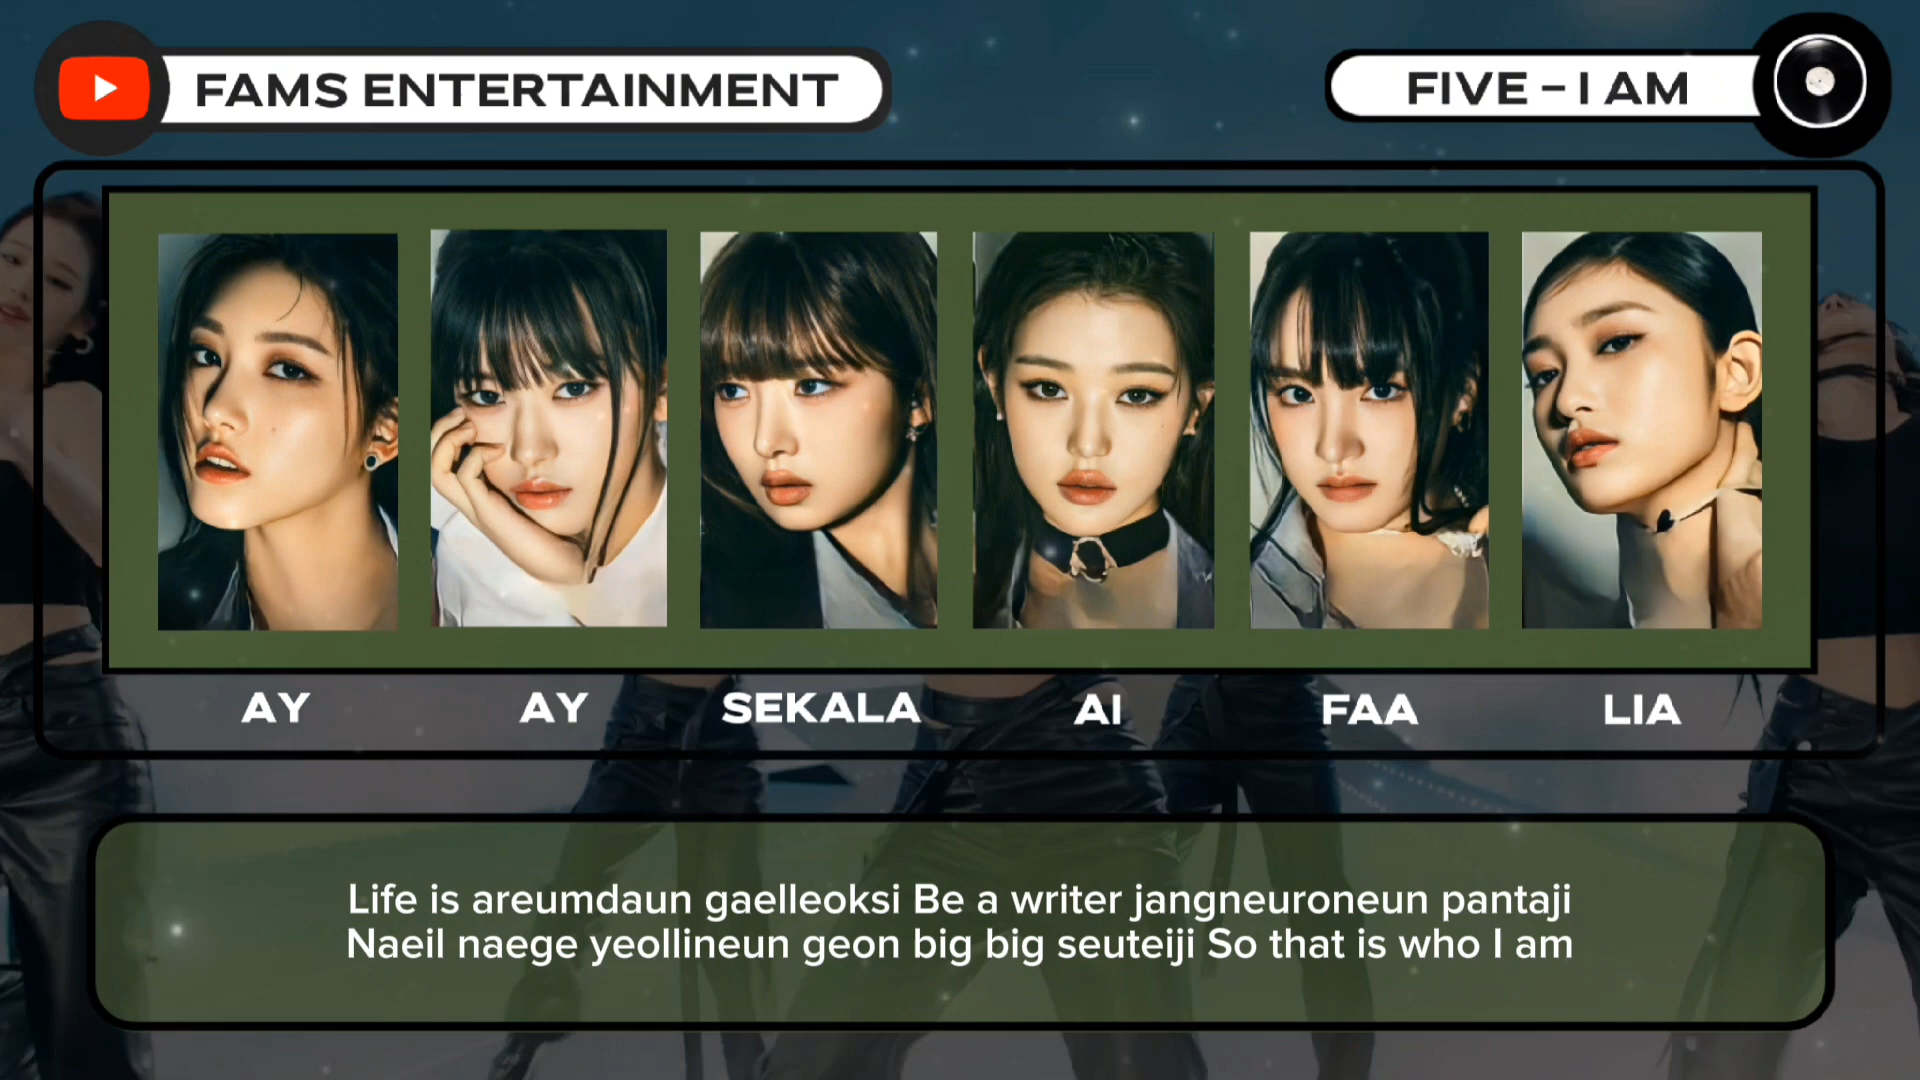 FAMS ENTERTAINMENT
FIVE – I AM
AY
AY
SEKALA
AI
FAA
LIA
Life is areumdaun gaelleoksi Be a writer jangneuroneun pantaji
Naeil naege yeollineun geon big big seuteiji So that is who I am